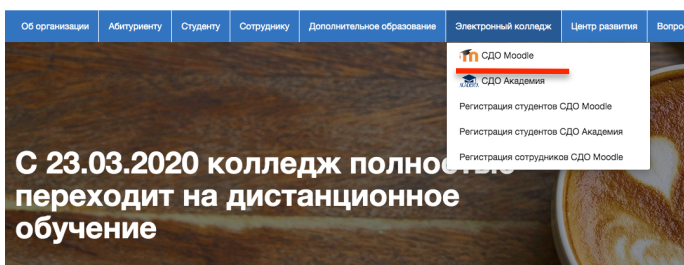 Об организации Абитуриенту Студенту Сотруднику Дополнительное образование Электронный колледж Центр развития
СДО Moodle
СДО Академия
Регистрация студентов СДО Moodle
Регистрация студентов СДО Академия
Регистрация сотрудников СДО Moodle
С 23.03.2020 колледж полностью
переходит на дистанционное
обучение